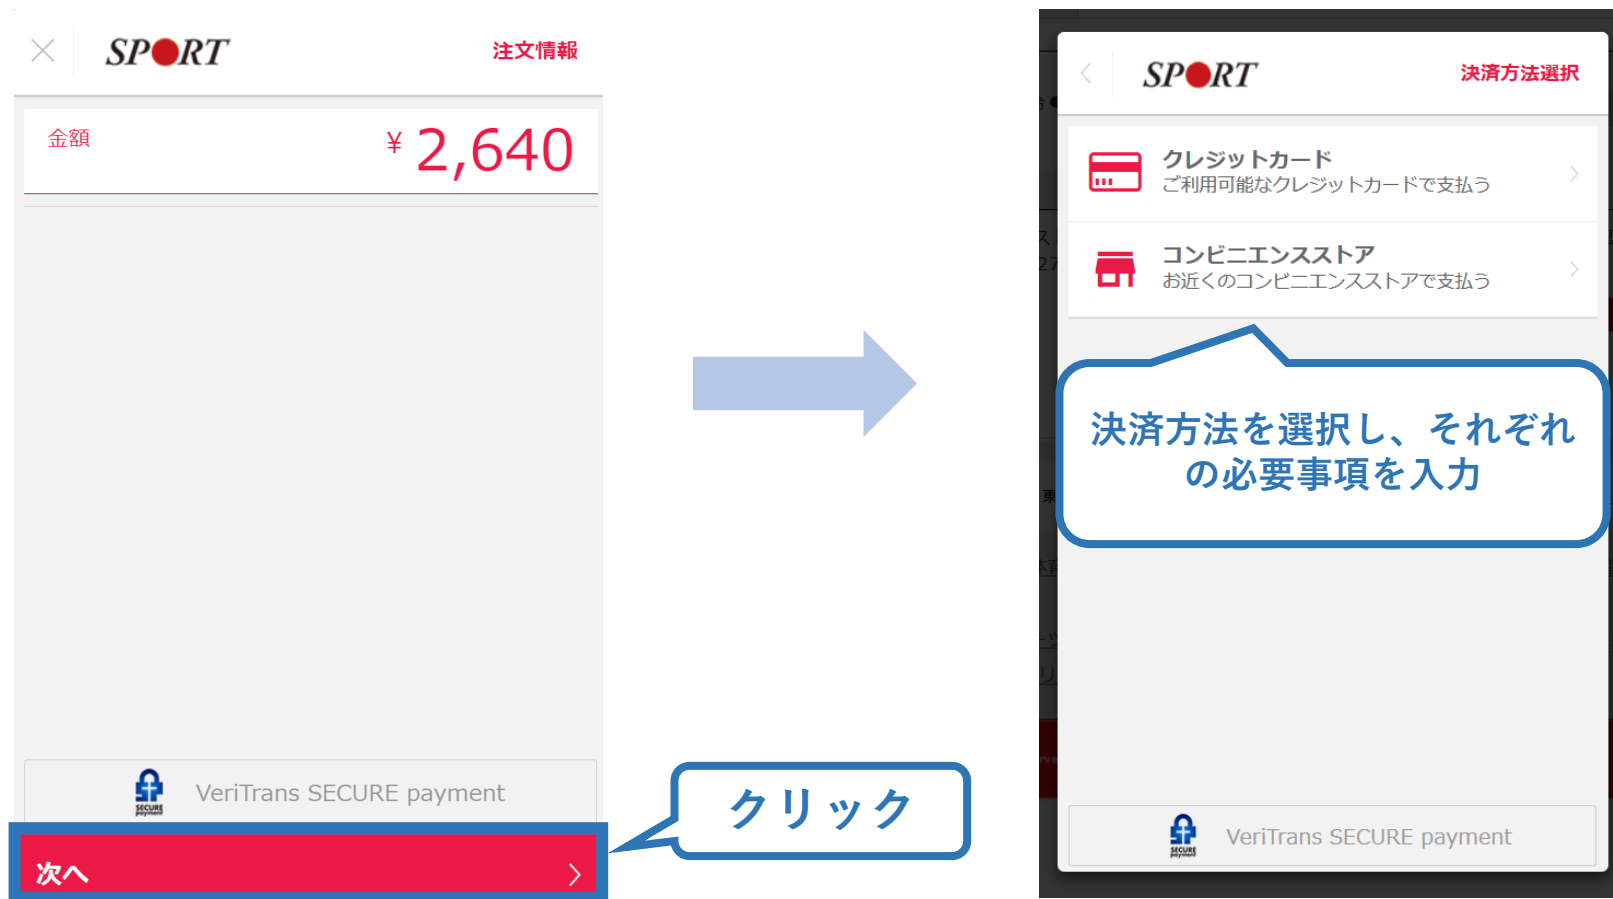 SPORT
注文情報
金額
¥ 2,640
VeriTrans SECURE payment
SECURE
payment
次へ
クリック
SPORT
決済方法選択
クレジットカード
ご利用可能なクレジットカードで支払う
コンビニエンスストア
お近くのコンビニエンスストアで支払う
決済方法を選択し、それぞれ
の必要事項を入力
VeriTrans SECURE payment
SECURE
payment